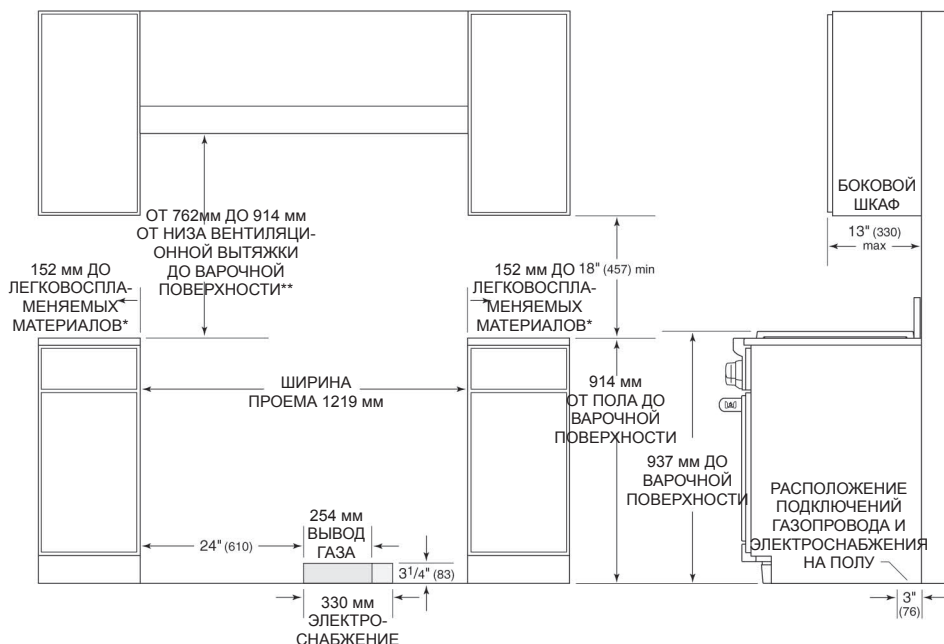 БОКОВОЙ
ШКАФ
13" (330)
max
ОТ 762мм ДО 914 мм
ОТ НИЗА ВЕНТИЛЯЦИ-
ОННОЙ ВЫТЯЖКИ
ДО ВАРОЧНОЙ
ПОВЕРХНОСТИ**
152 мм ДО
ЛЕГКОВОСПЛА-
МЕНЯЕМЫХ
МАТЕРИАЛОВ*
152 мм ДО
ЛЕГКОВОСПЛА-
МЕНЯЕМЫХ
МАТЕРИАЛОВ*
18" (457) min
ШИРИНА
ПРОЕМА 1219 мм
914 мм
ОТ ПОЛА ДО
ВАРОЧНОЙ
ПОВЕРХНОСТИ
937 мм ДО
ВАРОЧНОЙ
ПОВЕРХНОСТИ
РАСПОЛОЖЕНИЕ
ПОДКЛЮЧЕНИЙ
ГАЗОПРОВОДА И
ЭЛЕКТРОСНАБЖЕНИЯ
НА ПОЛУ
254 мм
ВЫВОД
ГАЗА
24" (610)
3 1/4" (83)
330 мм
ЭЛЕКТРО-
СНАБЖЕНИЕ
3"
(76)